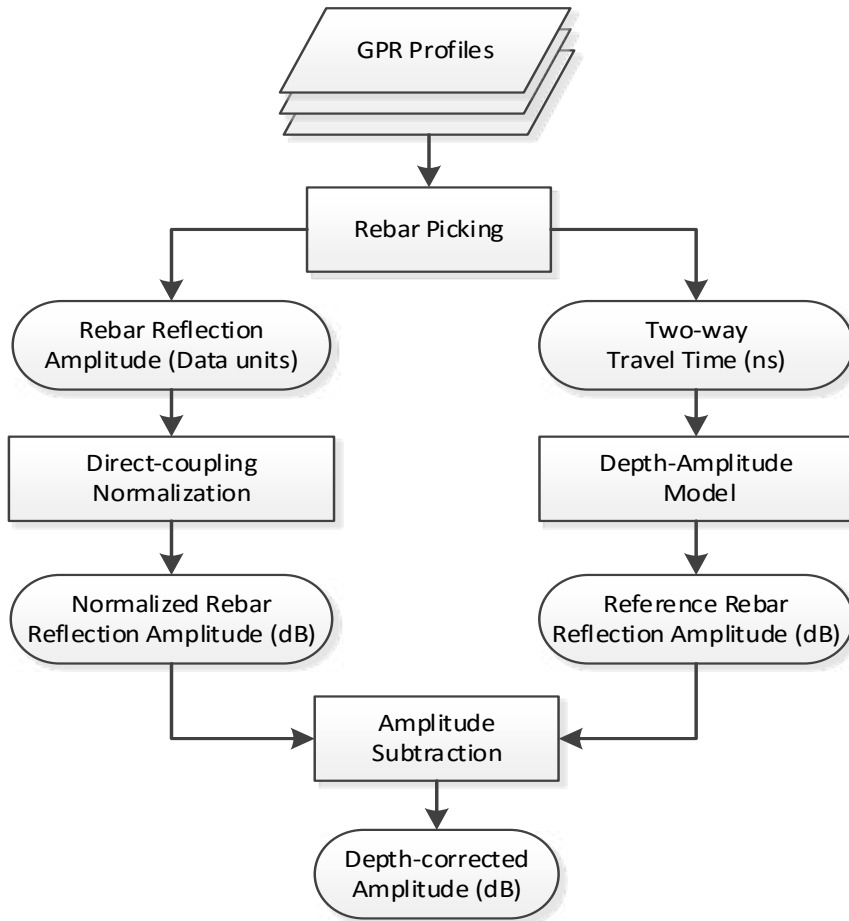 GPR Profiles
Rebar Picking
Rebar Reflection
Amplitude (Data units)
Two-way
Travel Time (ns)
Direct-coupling
Normalization
Depth-Amplitude
Model
Normalized Rebar
Reflection Amplitude (dB)
Reference Rebar
Reflection Amplitude (dB)
Amplitude
Subtraction
Depth-corrected
Amplitude (dB)